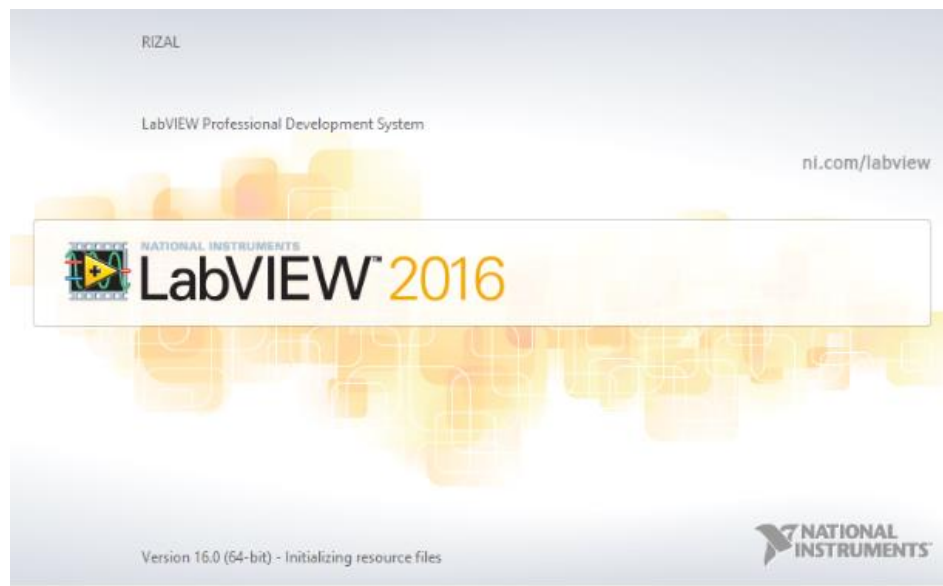 RIZAL
LabVIEW Professional Development System
ni.com/labview
NATIONAL INSTRUMENTS
LabVIEW™ 2016
Version 16.0 (64-bit) - Initializing resource files
NATIONAL
INSTRUMENTS